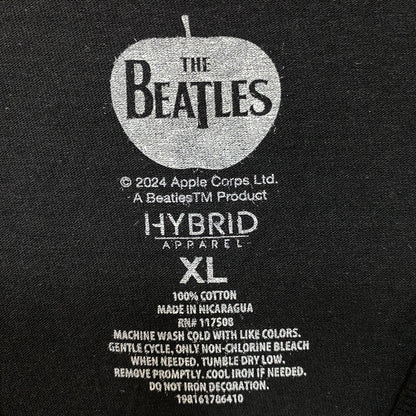 THE
BEATLES
© 2024 Apple Corps Ltd.
A BeatlesTM Product
HYBRID
APPAREL
XL
100% COTTON
MADE IN NICARAGUA
RN# 117508
MACHINE WASH COLD WITH LIKE COLORS.
GENTLE CYCLE, ONLY NON-CHLORINE BLEACH
WHEN NEEDED. TUMBLE DRY LOW.
REMOVE PROMPTLY. COOL IRON IF NEEDED.
DO NOT IRON DECORATION.
198161786410